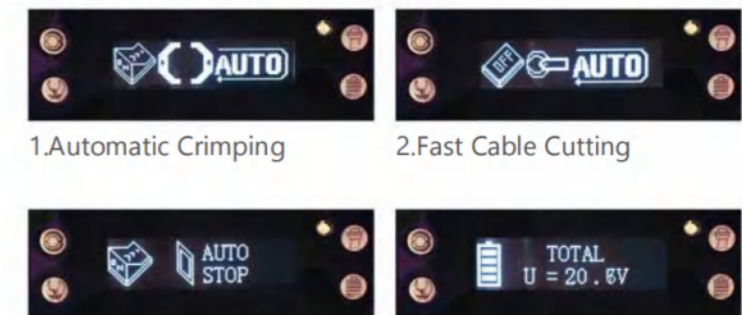 AUTO
OFF AUTO
1.Automatic Crimping
2.Fast Cable Cutting
AUTO
STOP
TOTAL
U = 20.6V